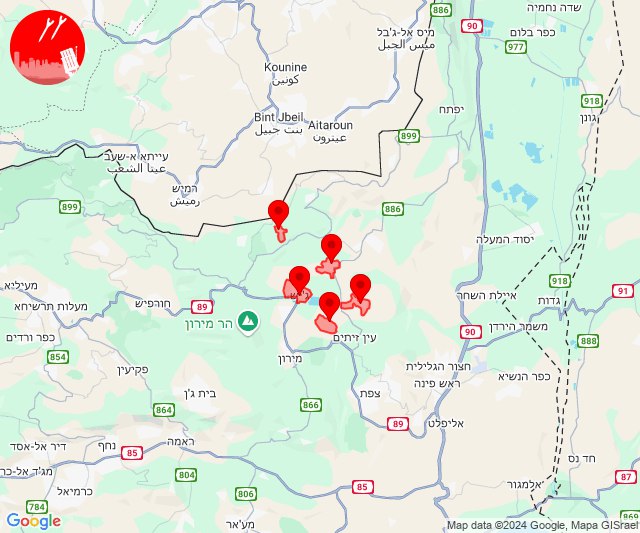 שדה נחמיה
90
מיס אל-ג'בל
ميس الجبل
כפר בלום
977
Kounine
כונין
918
גונן
886
Bint Jbeil
بنت جبيل
Aitaroun
عيترون
יפתח
899
עייתא א-שעב
عيتا الشعب
רמיש
رميش
899
886
יסוד המעלה
918
מעיליא
91
איילת השחר
גדות
חורפיש
89
מעלות תרשיחא
הר מירון
משמר הירדן
90
888
כפר ורדים
עין זיתים
854
מירון
חצור הגלילית
פקיעין
ראש פינה
כפר הנשיא
בית ג'ן
צפת
864
866
89
אליפלט
ראמה
נחף
דיר אל-אסד
85
חד נס
מג'ד אל-כרום
804
87
85
אלמגור
כרמיאל
806
784
מע'אר
869
Google
Map data ©2024 Google, Mapa GISrael